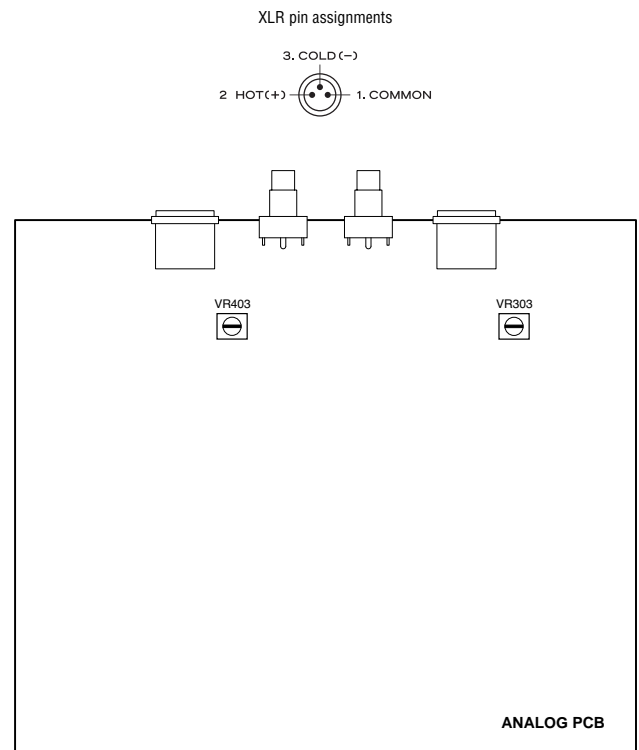 XLR pin assignments
3. COLD (−)
2 HOT(+) 1. COMMON
VR403 VR303
ANALOG PCB